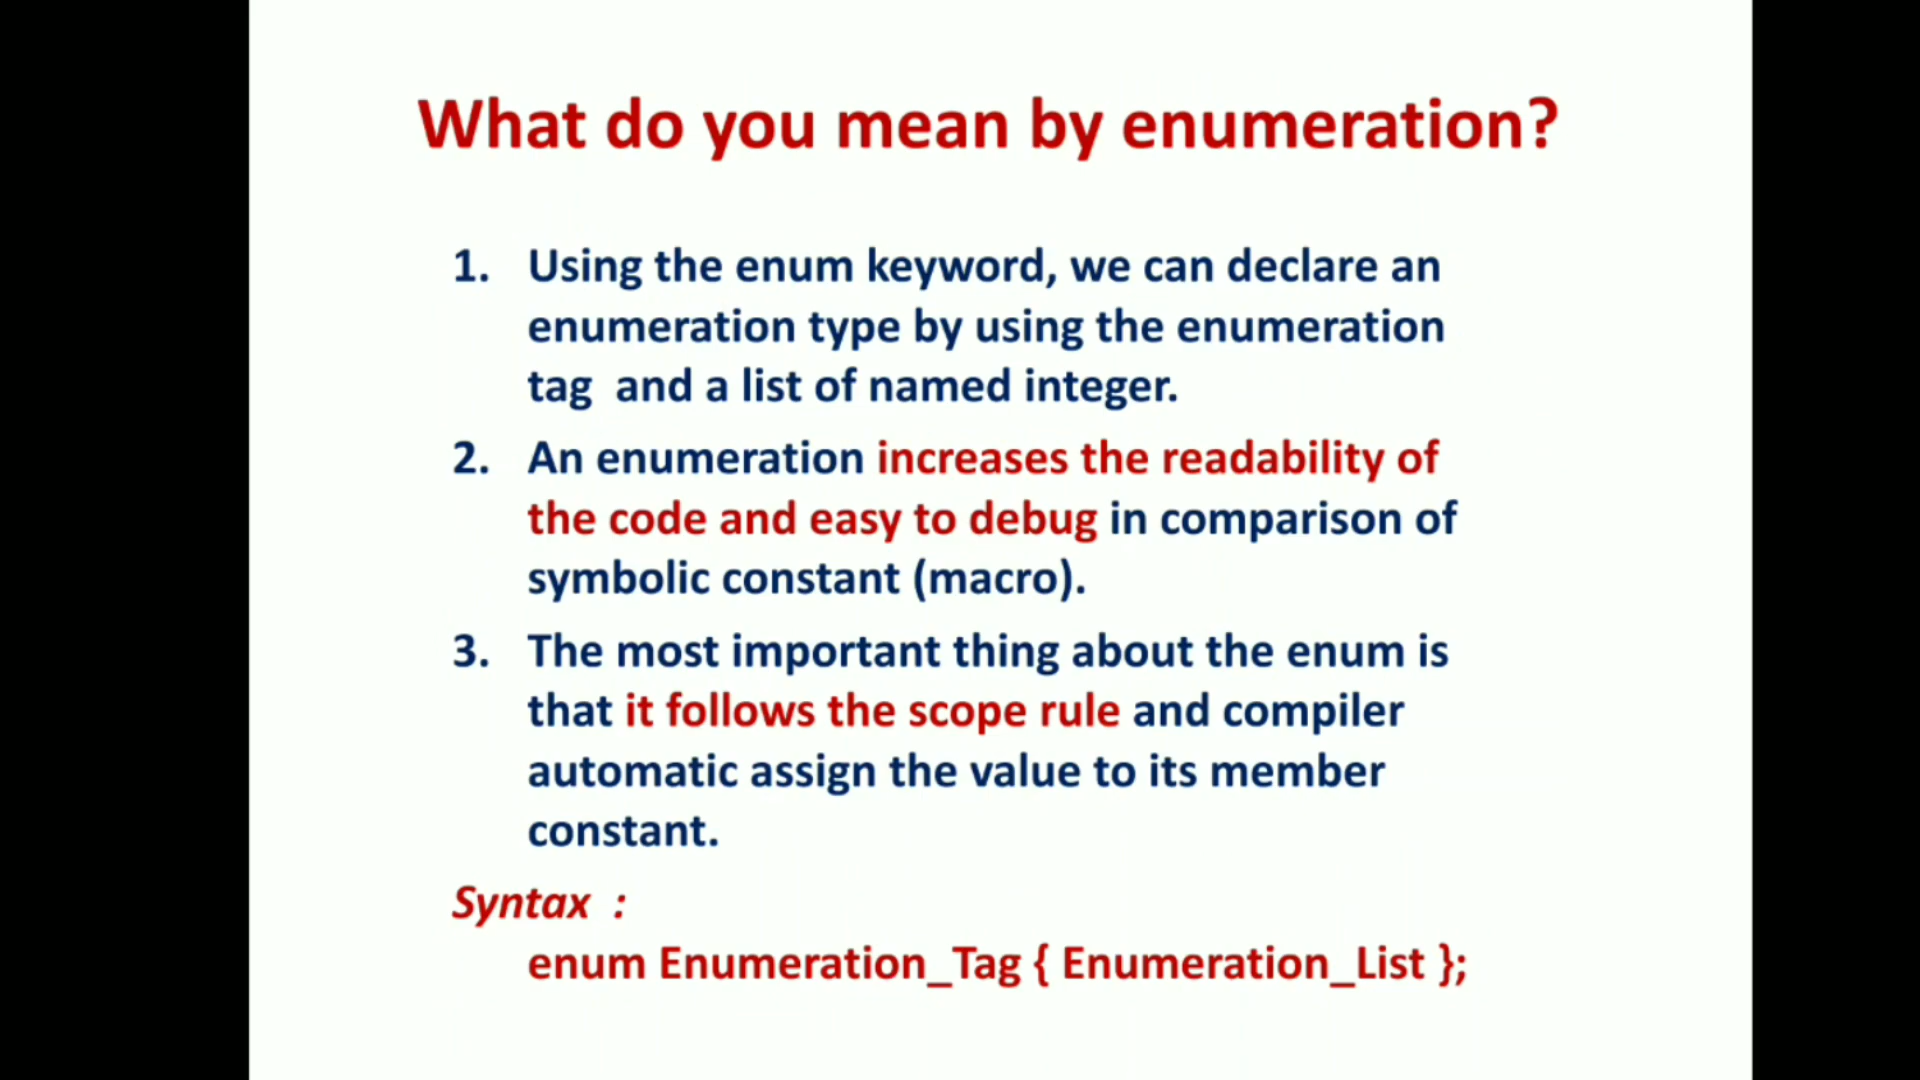 What do you mean by enumeration?
1. Using the enum keyword, we can declare an
enumeration type by using the enumeration
tag and a list of named integer.
2. An enumeration increases the readability of
the code and easy to debug in comparison of
symbolic constant (macro).
3. The most important thing about the enum is
that it follows the scope rule and compiler
automatic assign the value to its member
constant.
Syntax :
enum Enumeration_Tag { Enumeration_List };